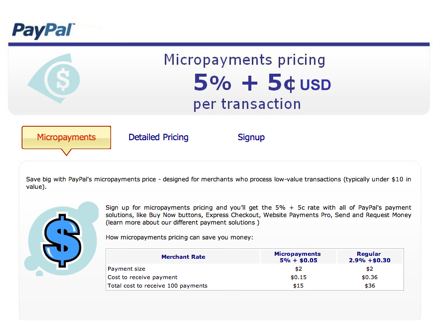 PayPal
Micropayments pricing
5% + 5¢ USD
per transaction
Micropayments Detailed Pricing Signup
Save big with PayPal's micropayments price - designed for merchants who process low-value transactions (typically under $10 in
value).
Sign up for micropayments pricing and you'll get the 5% + 5c rate with all of PayPal's payment
solutions, like Buy Now buttons, Express Checkout, Website Payments Pro, Send and Request Money
(learn more about our different payment solutions )
How micropayments pricing can save you money:
Merchant Rate Micropayments Regular
5% + $0.05 2.9% +$0.30
Payment size $2 $2
Cost to receive payment $0.15 $0.36
Total cost to receive 100 payments $15 $36